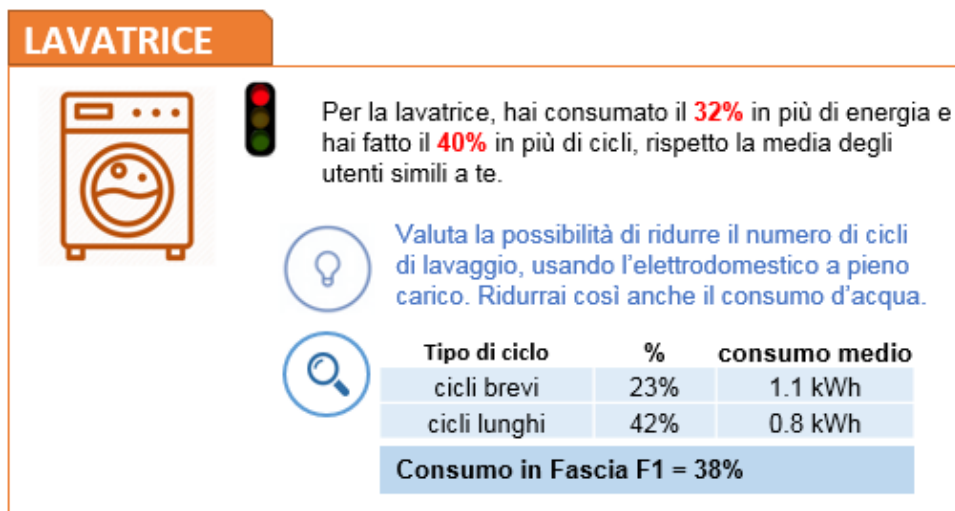 LAVATRICE
Per la lavatrice, hai consumato il 32% in più di energia e
hai fatto il 40% in più di cicli, rispetto la media degli
utenti simili a te.
Valuta la possibilità di ridurre il numero di cicli
di lavaggio, usando l'elettrodomestico a pieno
carico. Ridurrai così anche il consumo d'acqua.
Tipo di ciclo % consumo medio
cicli brevi 23% 1.1 kWh
cicli lunghi 42% 0.8 kWh
Consumo in Fascia F1 = 38%